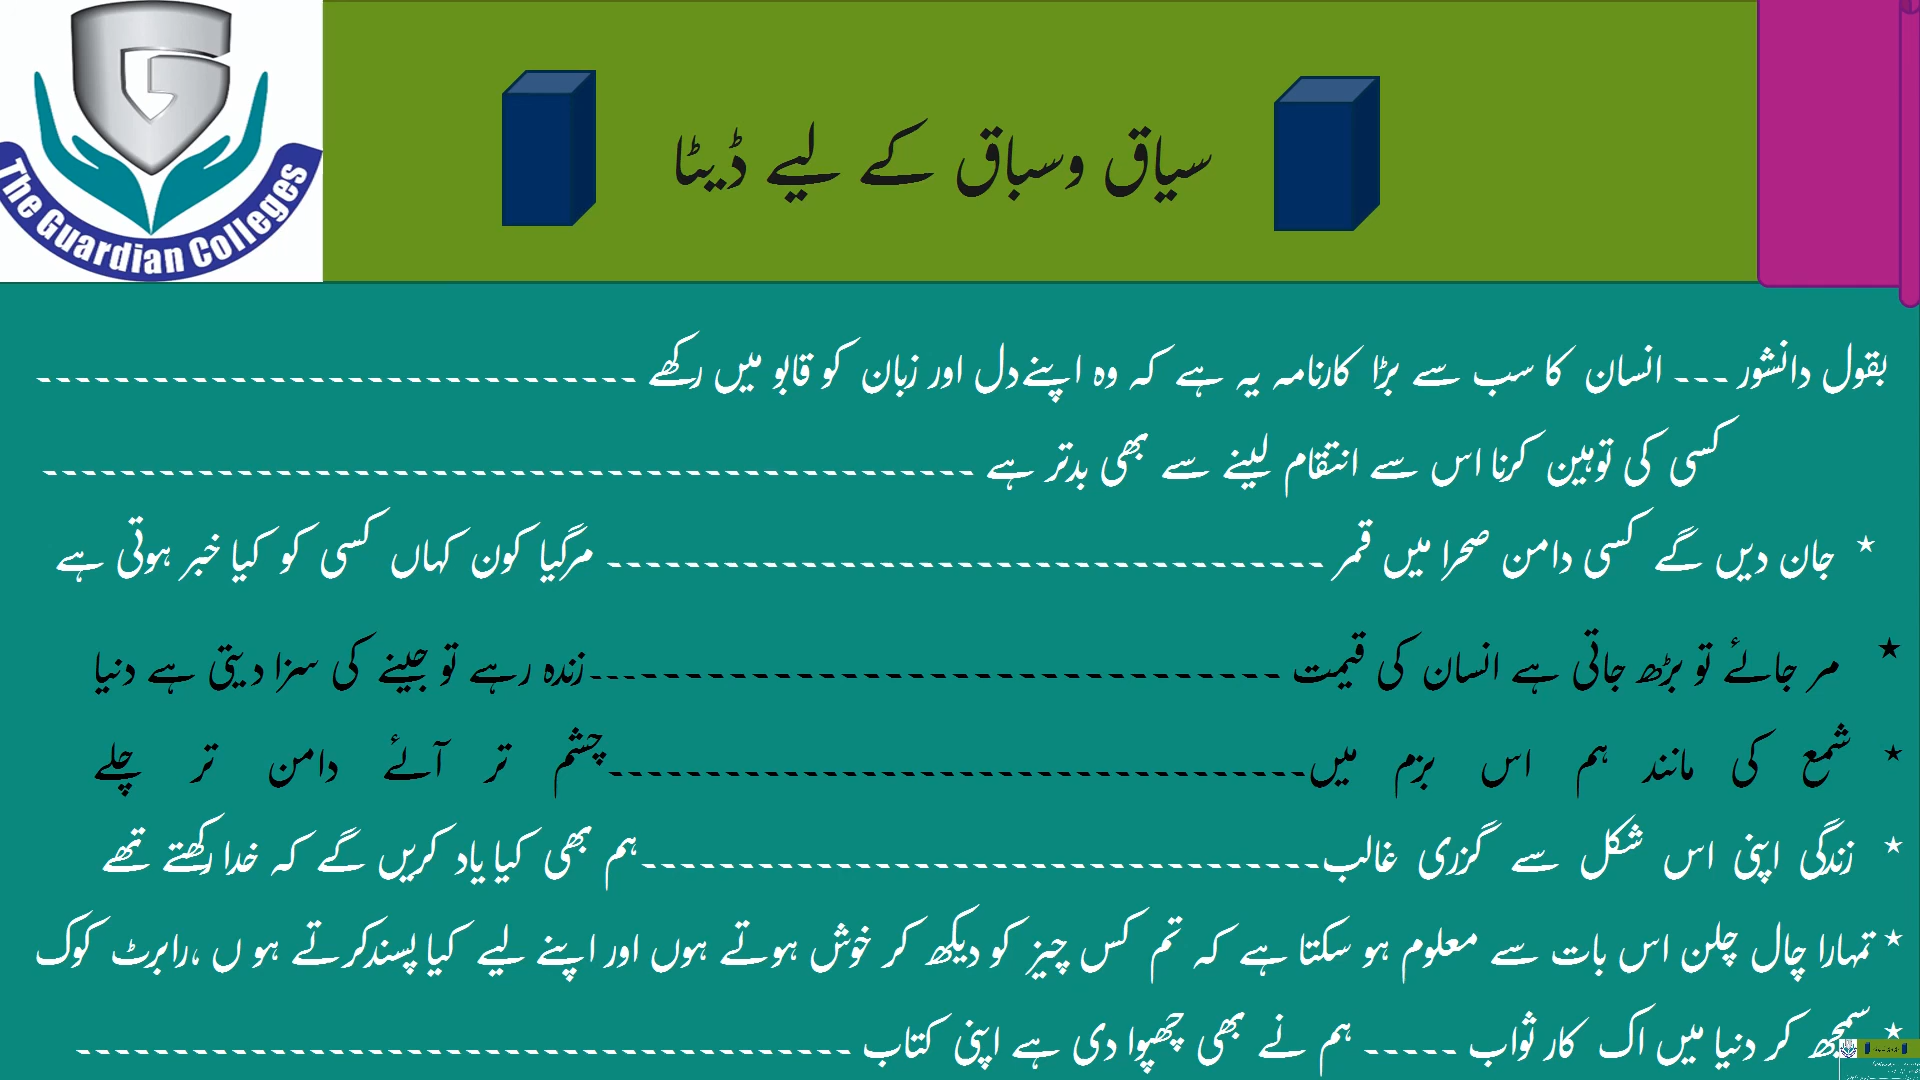 The Guardian Colleges
سیاق وسباق کے لیے ڈیٹا
بقول دانشور ۔۔۔ انسان کا سب سے بڑا کارنامہ یہ ہے کہ وہ اپنےدل اور زبان کو قابو میں رکھے ۔۔۔۔۔۔۔۔۔۔۔۔۔۔۔۔۔۔۔۔۔۔۔۔۔۔۔۔۔۔۔
کسی کی توہین کرنا اس سے انتقام لینے سے بھی بدتر ہے ۔۔۔۔۔۔۔۔۔۔۔۔۔۔۔۔۔۔۔۔۔۔۔۔۔۔۔۔۔۔۔۔۔۔۔۔۔۔۔۔۔۔۔۔۔۔۔۔
٭ جان دیں گے کسی دامن صحرا میں قمر ۔۔۔۔۔۔۔۔۔۔۔۔۔۔۔۔۔۔۔۔۔۔۔۔۔۔۔۔۔۔۔۔۔۔۔۔۔ مرگیا کون کہاں کسی کو کیا خبر ہوتی ہے
٭ مر جائے تو بڑھ جاتی ہے انسان کی قیمت ۔۔۔۔۔۔۔۔۔۔۔۔۔۔۔۔۔۔۔۔۔۔۔۔۔۔۔۔۔۔۔۔۔۔۔۔زندہ رہے تو جینے کی سزا دیتی ہے دنیا
٭ شمع کی مانند ہم اس بزم میں۔۔۔۔۔۔۔۔۔۔۔۔۔۔۔۔۔۔۔۔۔۔۔۔۔۔۔۔۔۔۔۔۔۔۔۔چشم تر آئے دامن تر چلے
٭ زندگی اپنی اس شکل سے گزری غالب۔۔۔۔۔۔۔۔۔۔۔۔۔۔۔۔۔۔۔۔۔۔۔۔۔۔۔۔۔۔۔۔۔۔۔ہم بھی کیا یاد کریں گے کہ خدا رکھتے تھے
٭ تمہارا چال چلن اس بات سے معلوم ہو سکتا ہے کہ تم کس چیز کو دیکھ کر خوش ہوتے ہوں اور اپنے لیے کیا پسندکرتے ہو ں ،رابرٹ کوک
٭ سمجھ کر دنیا میں اک کار ثواب ۔۔۔۔۔ ہم نے بھی چھپوا دی ہے اپنی کتاب ۔۔۔۔۔۔۔۔۔۔۔۔۔۔۔۔۔۔۔۔۔۔۔۔۔۔۔۔۔۔۔۔۔۔۔۔۔۔۔۔